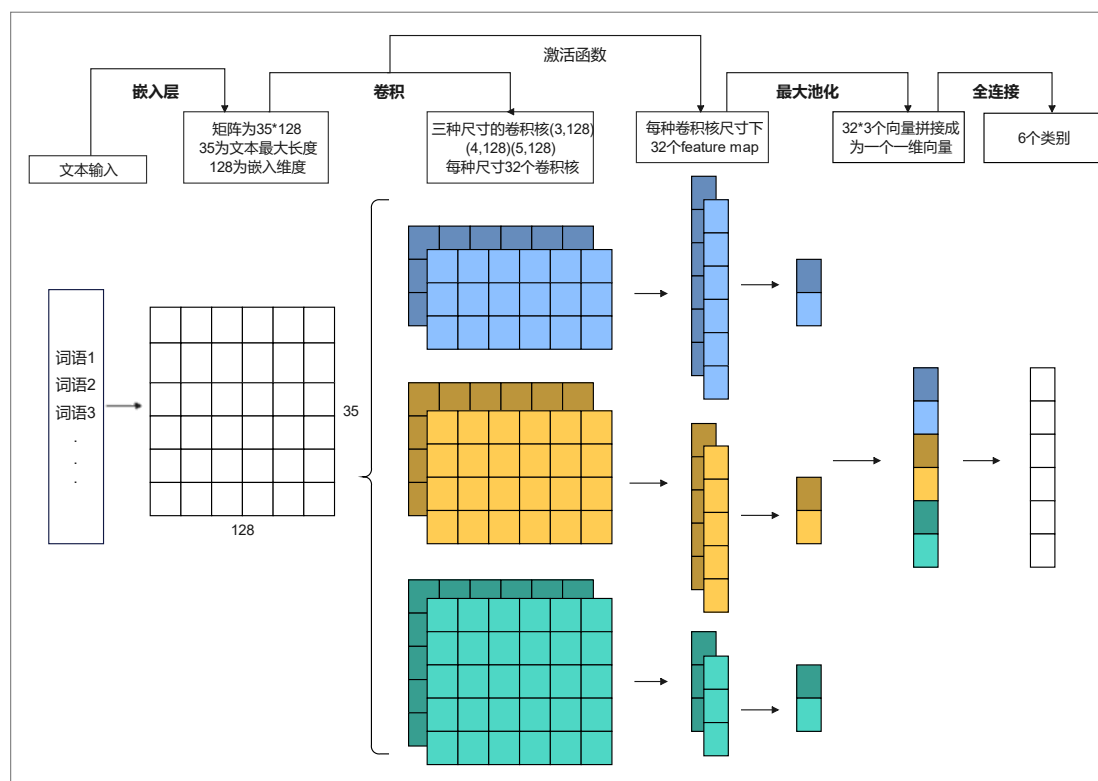 激活函数
嵌入层
卷积
最大池化
全连接
文本输入
矩阵为35*128
35为文本最大长度
128为嵌入维度
三种尺寸的卷积核(3,128)
(4,128)(5,128)
每种尺寸32个卷积核
每种卷积核尺寸下
32个feature map
32*3个向量拼接成
为一个一维向量
6个类别
词语1
词语2
词语3
.
.
.
35
128